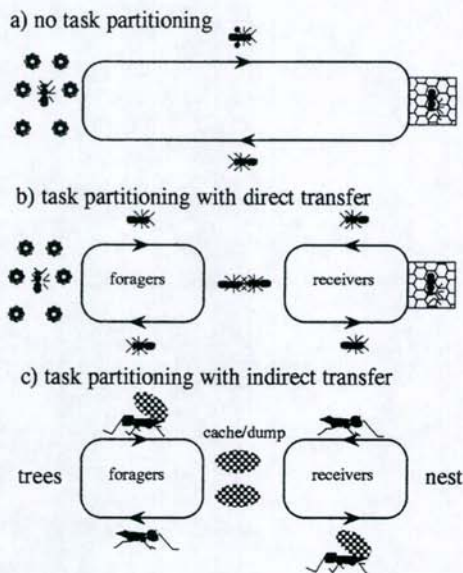 a) no task partitioning
b) task partitioning with direct transfer
foragers
receivers
c) task partitioning with indirect transfer
cache/dump
trees
foragers
receivers
nest